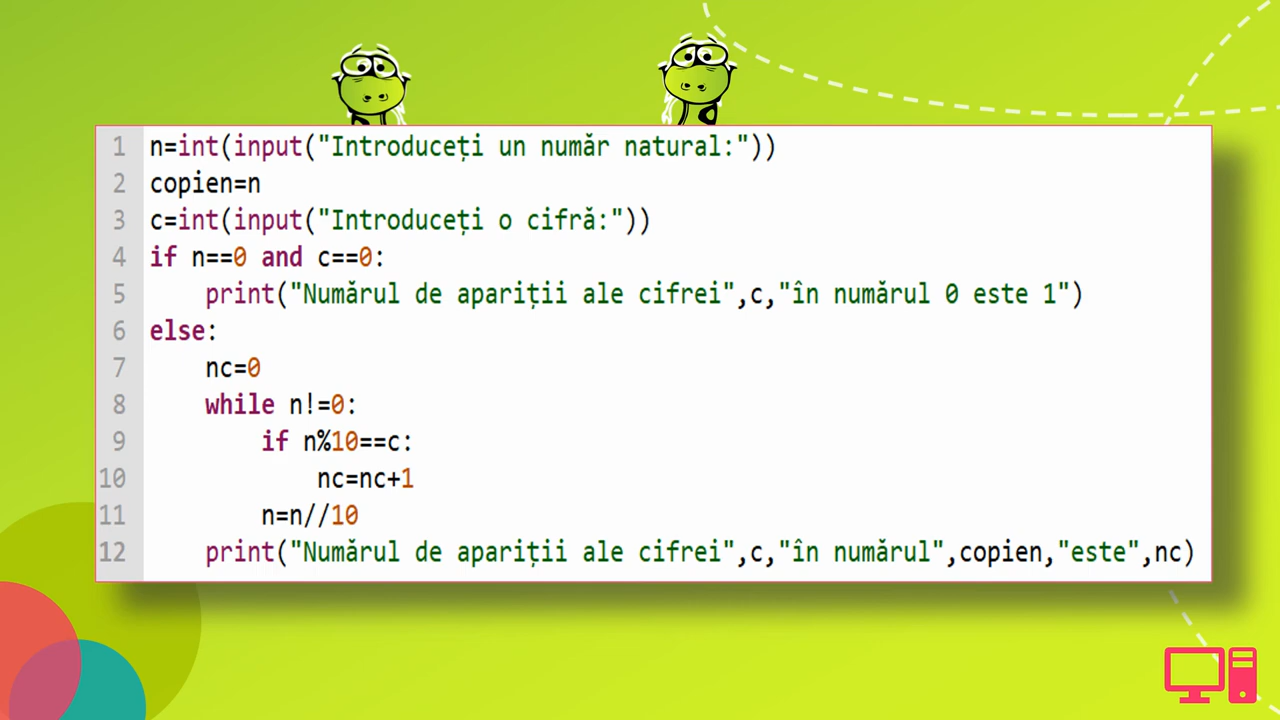 1 n=int(input("Introduceți un număr natural:"))
2 copien=n
3 c=int(input("Introduceți o cifră:"))
4 if n==0 and c==0:
5     print("Numărul de apariții ale cifrei",c,"în numărul 0 este 1")
6 else:
7     nc=0
8     while n!=0:
9         if n%10==c:
10             nc=nc+1
11         n=n//10
12     print("Numărul de apariții ale cifrei",c,"în numărul",copien,"este",nc)